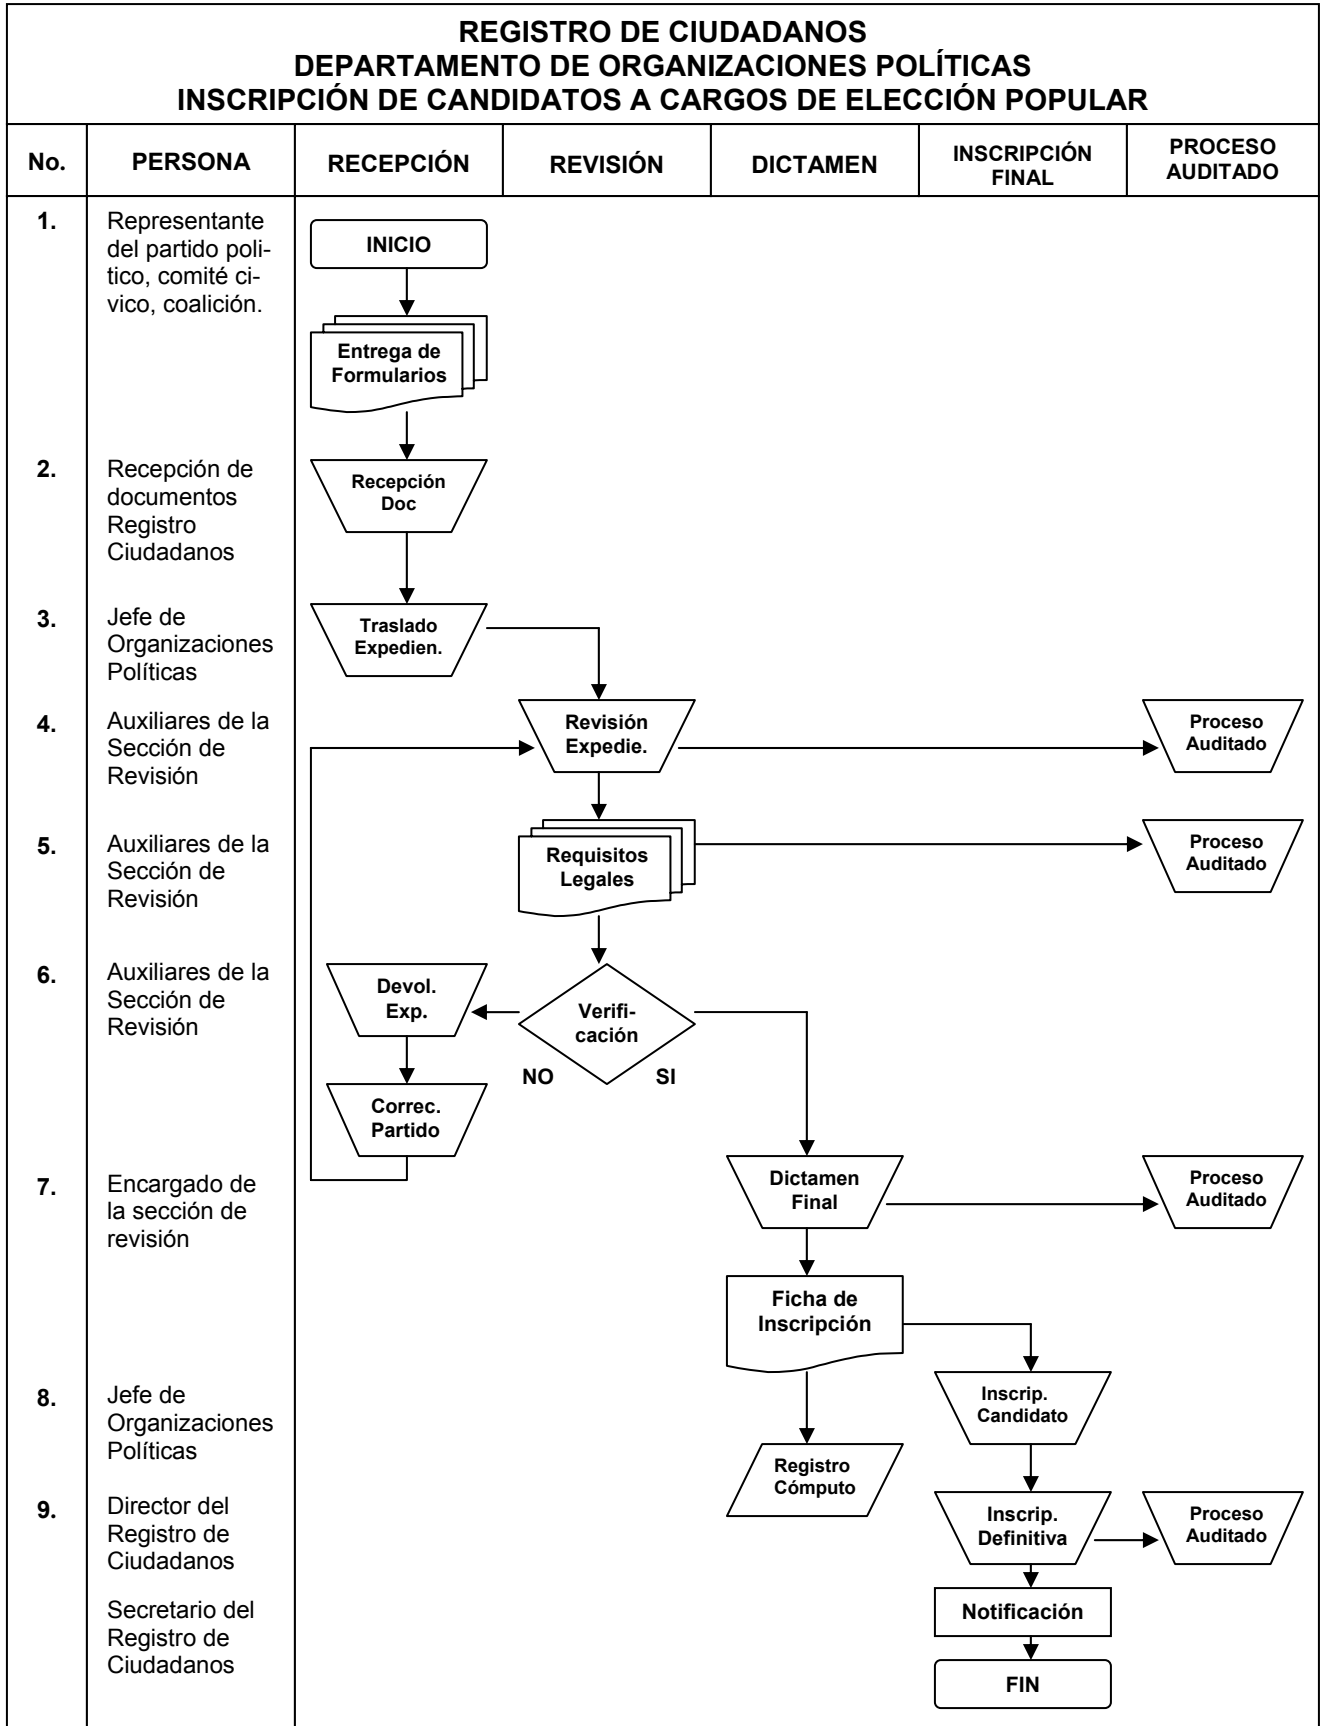 REGISTRO DE CIUDADANOS
DEPARTAMENTO DE ORGANIZACIONES POLÍTICAS
INSCRIPCIÓN DE CANDIDATOS A CARGOS DE ELECCIÓN POPULAR
No.
PERSONA
RECEPCIÓN
REVISIÓN
DICTAMEN
INSCRIPCIÓN
FINAL
PROCESO
AUDITADO
1.
Representante
del partido poli-
tico, comité ci-
vico, coalición.
INICIO
Entrega de
Formularios
2.
Recepción de
documentos
Registro
Ciudadanos
Recepción
Doc
3.
Jefe de
Organizaciones
Políticas
Traslado
Expedien.
4.
Auxiliares de la
Sección de
Revisión
Revisión
Expedie.
Proceso
Auditado
5.
Auxiliares de la
Sección de
Revisión
Requisitos
Legales
Proceso
Auditado
6.
Auxiliares de la
Sección de
Revisión
Devol.
Exp.
Verifi-
cación
NO
SI
Correc.
Partido
7.
Encargado de
la sección de
revisión
Dictamen
Final
Proceso
Auditado
Ficha de
Inscripción
8.
Jefe de
Organizaciones
Políticas
Inscrip.
Candidato
Registro
Cómputo
9.
Director del
Registro de
Ciudadanos
Inscrip.
Definitiva
Proceso
Auditado
Secretario del
Registro de
Ciudadanos
Notificación
FIN